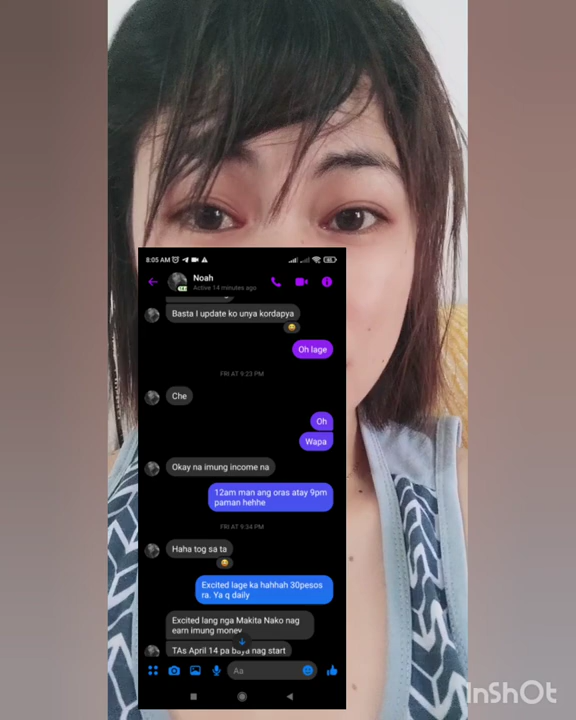 8:05 AM
Noah
Active 14 minutes ago
Basta I update ko unya kordapya
Oh lage
FRI AT 9:23 PM
Che
Oh
Wapa
Okay na imung income na
12am man ang oras atay 9pm
paman hehhe
FRI AT 9:34 PM
Haha tog sa ta
Excited lage ka hahhah 30pesos
ra. Ya q daily
Excited lang nga Makita Nako nag
earn imung money
TAs April 14 pa baya nag start
Aa
InShOt